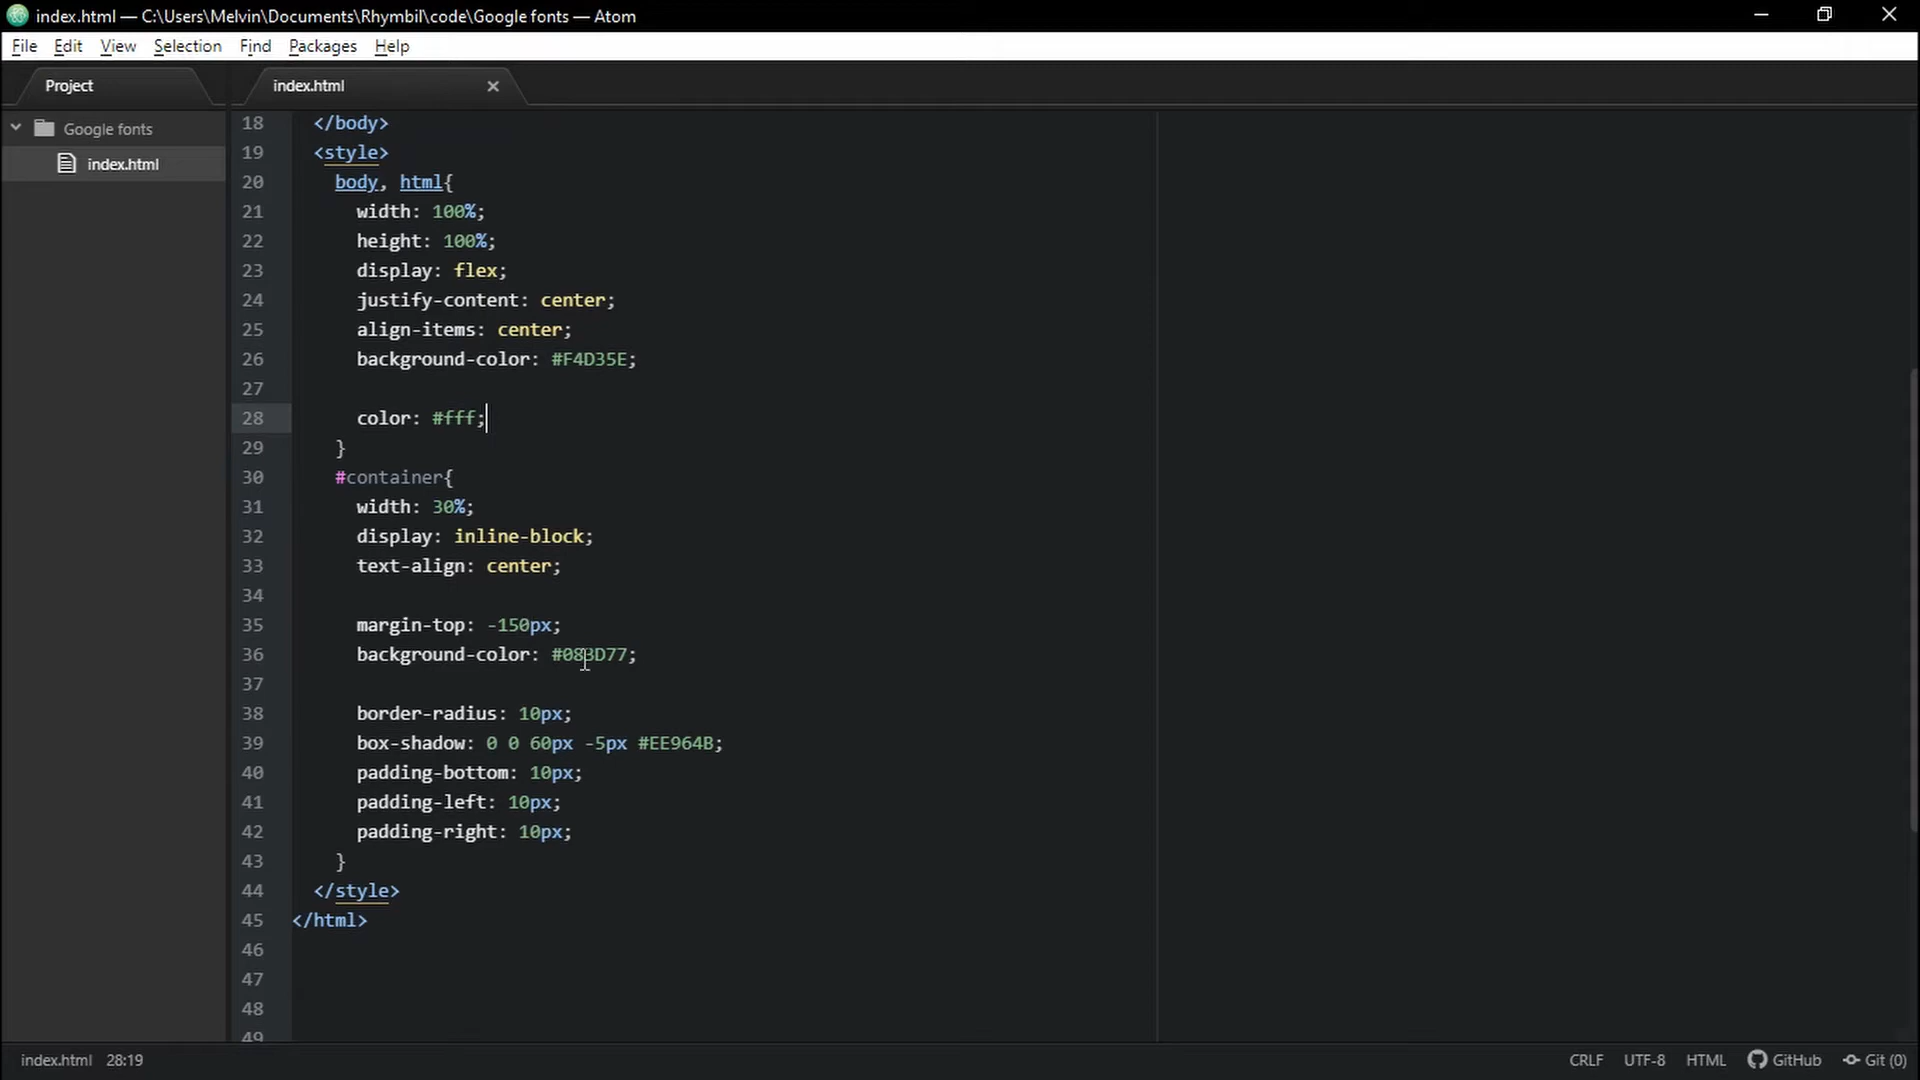 index.html — C:\Users\Melvin\Documents\Rhymbil\code\Google fonts — Atom
File Edit View Selection Find Packages Help
Project
index.html
Google fonts
index.html
18 </body>
19 <style>
20 body, html{
21 width: 100%;
22 height: 100%;
23 display: flex;
24 justify-content: center;
25 align-items: center;
26 background-color: #F4D35E;
27
28 color: #fff;
29 }
30 #container{
31 width: 30%;
32 display: inline-block;
33 text-align: center;
34
35 margin-top: -150px;
36 background-color: #083D77;
37
38 border-radius: 10px;
39 box-shadow: 0 0 60px -5px #EE964B;
40 padding-bottom: 10px;
41 padding-left: 10px;
42 padding-right: 10px;
43 }
44 </style>
45 </html>
46
47
48
49
index.html 28:19 CRLF UTF-8 HTML GitHub Git (0)